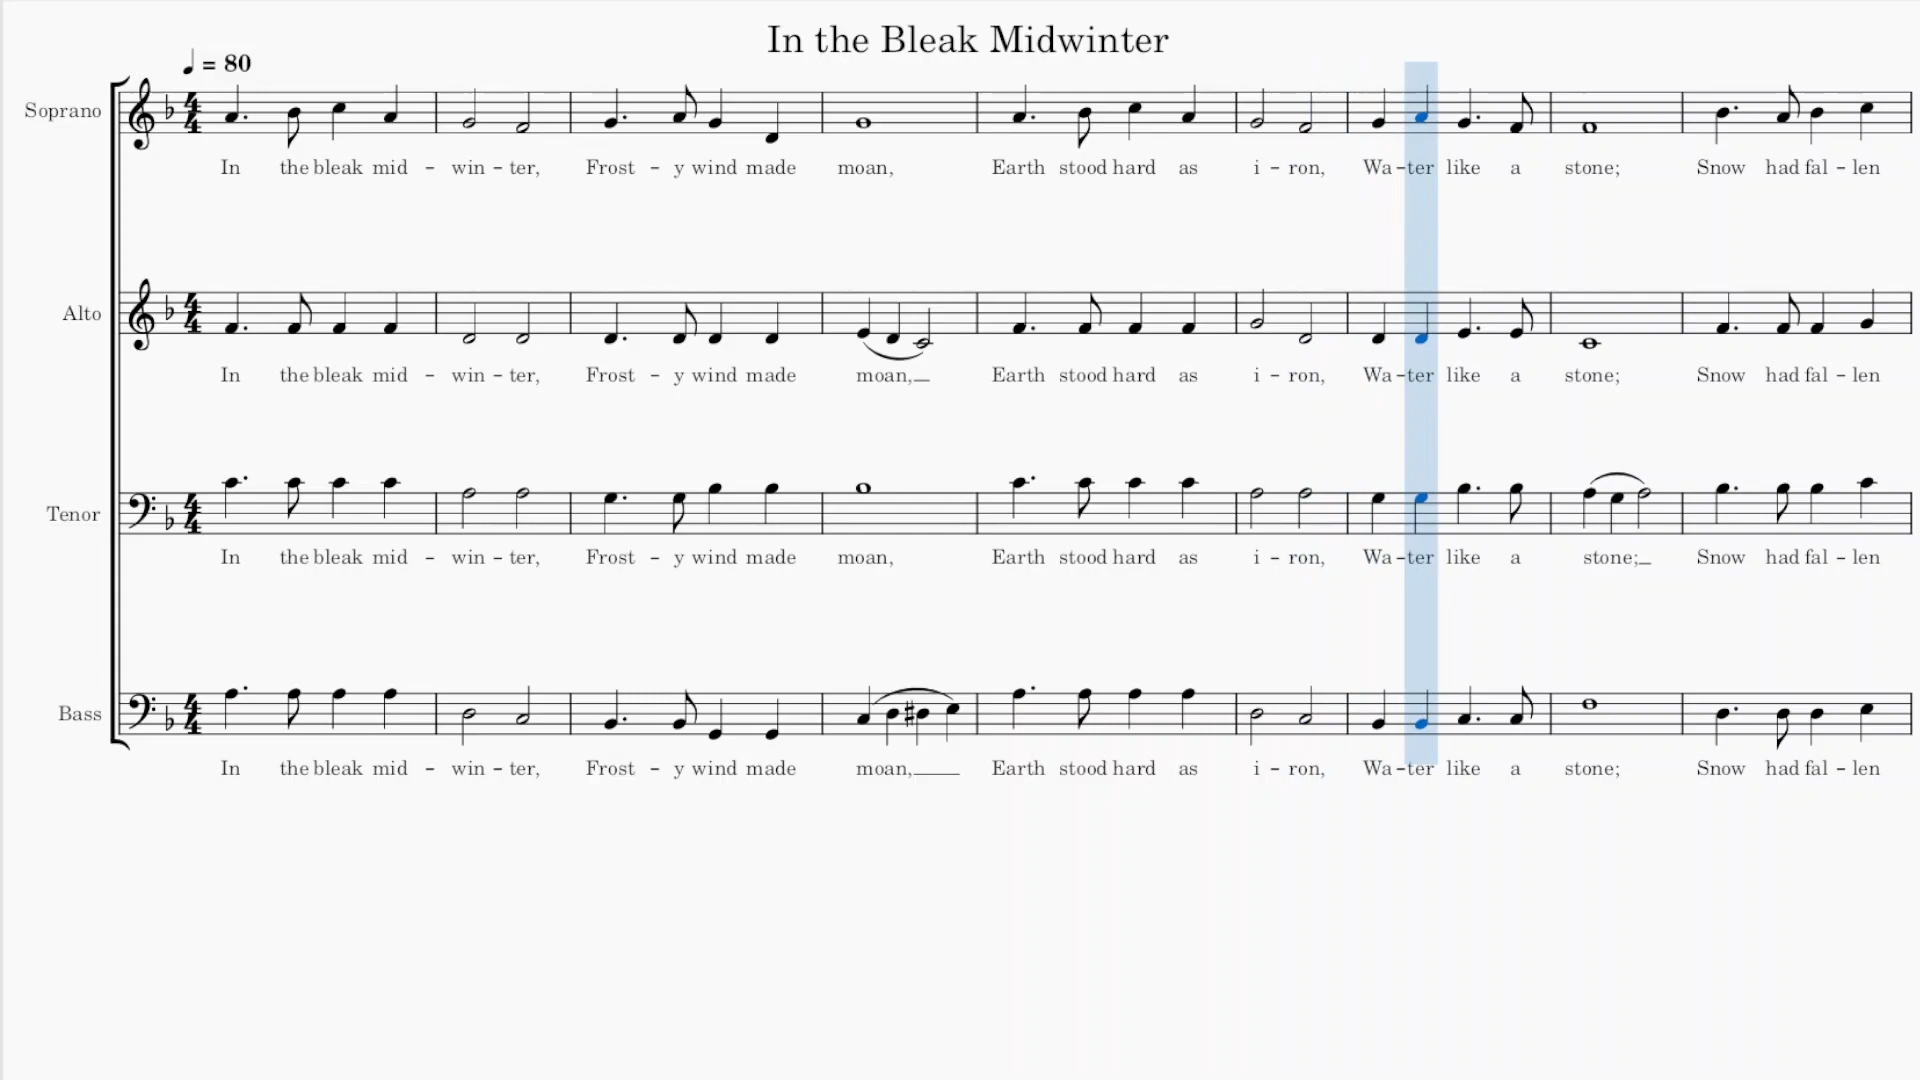 In the Bleak Midwinter
= 80
Soprano
In the bleak mid - win - ter, Frost - y wind made moan, Earth stood hard as i - ron, Wa - ter like a stone; Snow had fal - len
Alto
In the bleak mid - win - ter, Frost - y wind made moan, Earth stood hard as i - ron, Wa - ter like a stone; Snow had fal - len
Tenor
In the bleak mid - win - ter, Frost - y wind made moan, Earth stood hard as i - ron, Wa - ter like a stone; Snow had fal - len
Bass
In the bleak mid - win - ter, Frost - y wind made moan, Earth stood hard as i - ron, Wa - ter like a stone; Snow had fal - len